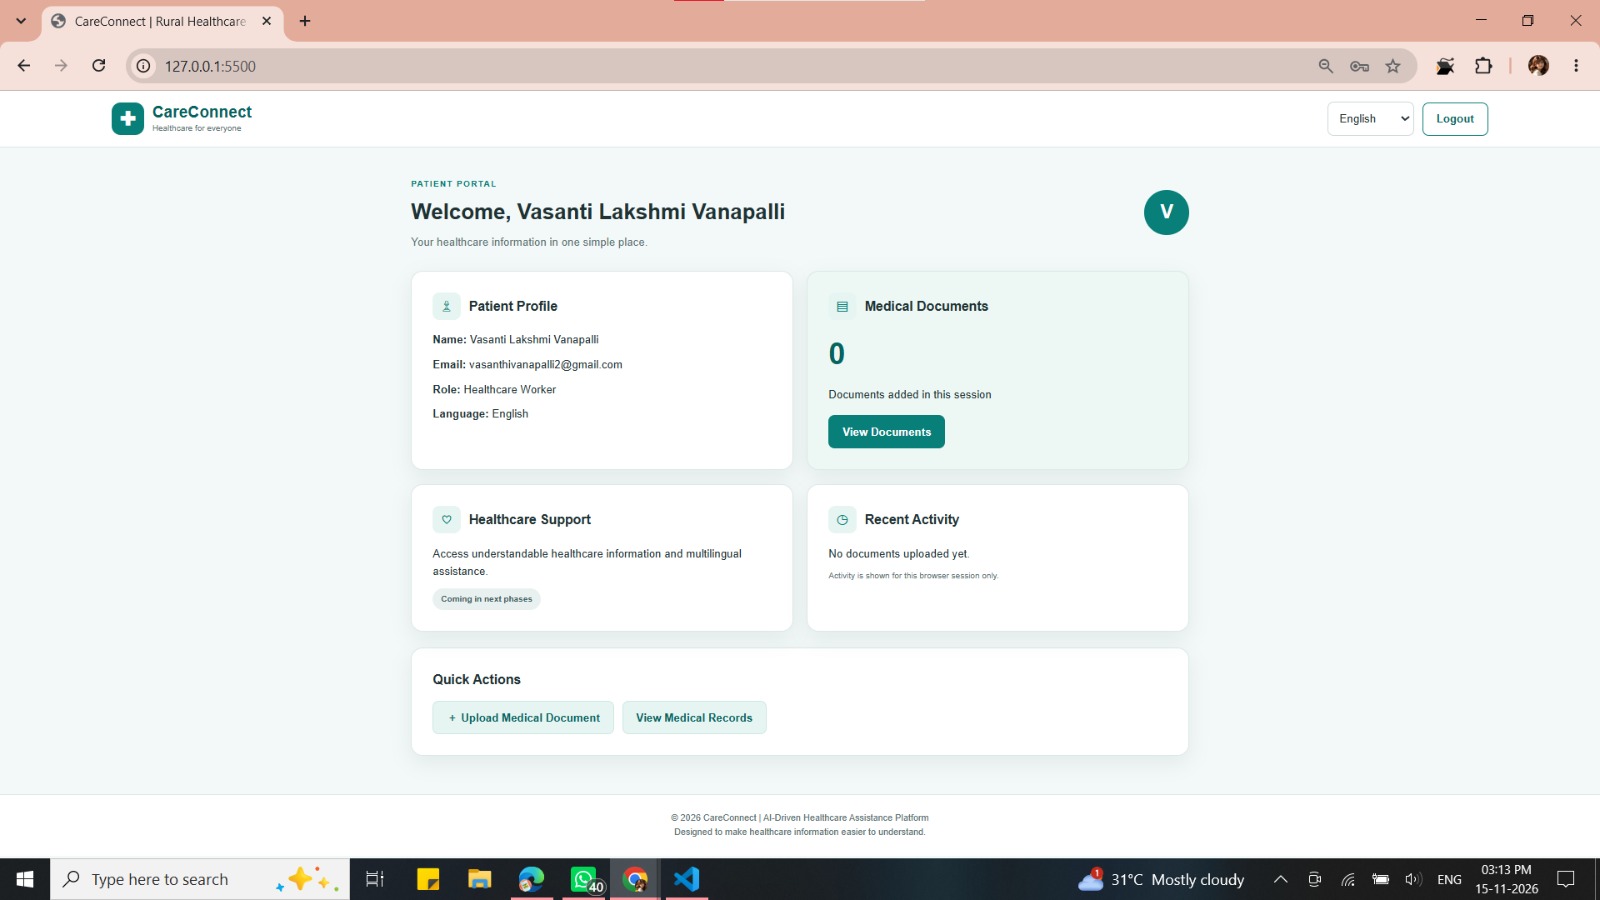 CareConnect | Rural Healthcare
127.0.0.1:5500
CareConnect
Healthcare for everyone
English
Logout
PATIENT PORTAL
Welcome, Vasanti Lakshmi Vanapalli
V
Your healthcare information in one simple place.
Patient Profile
Name: Vasanti Lakshmi Vanapalli
Email: vasanthivanapalli2@gmail.com
Role: Healthcare Worker
Language: English
Medical Documents
0
Documents added in this session
View Documents
Healthcare Support
Access understandable healthcare information and multilingual
assistance.
Coming in next phases
Recent Activity
No documents uploaded yet.
Activity is shown for this browser session only.
Quick Actions
+ Upload Medical Document
View Medical Records
© 2026 CareConnect | AI-Driven Healthcare Assistance Platform
Designed to make healthcare information easier to understand.
Type here to search
40
1
31°C Mostly cloudy
ENG
03:13 PM
15-11-2026